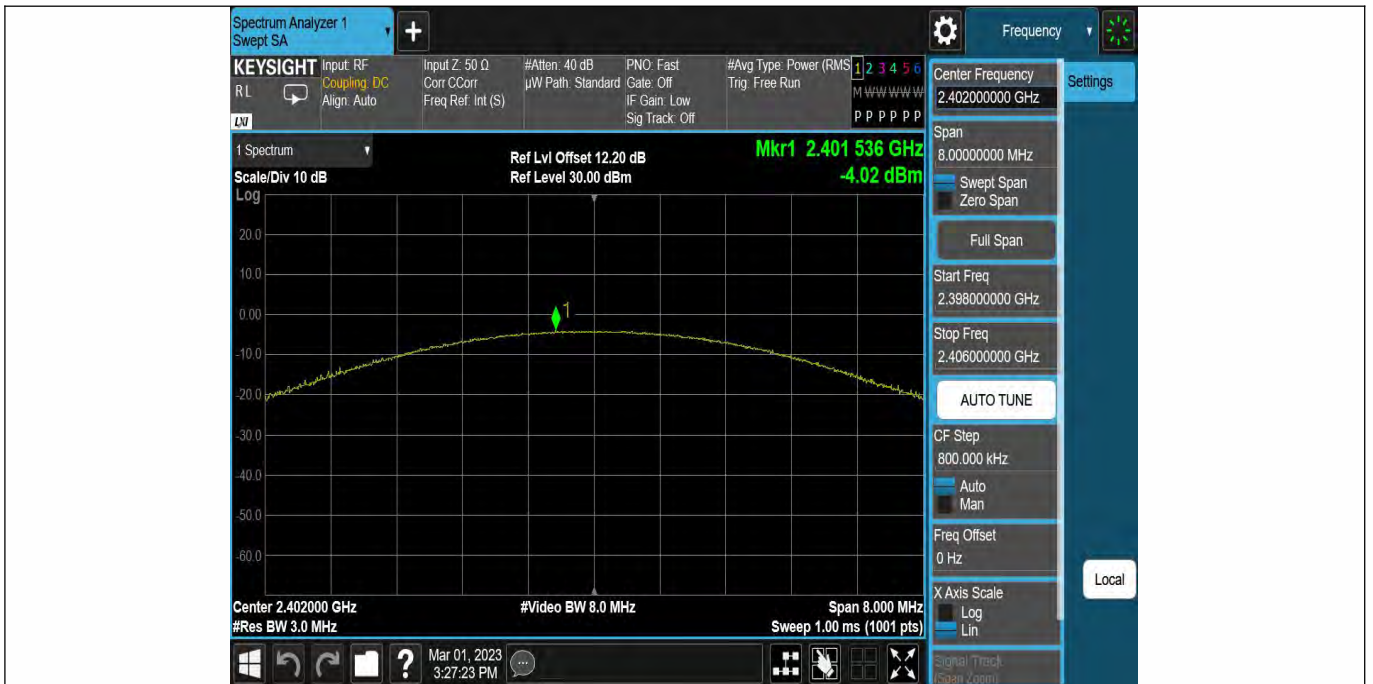 Spectrum Analyzer 1
Swept SA
+
Frequency
KEYSIGHT
RL
LXI
Input: RF
Coupling: DC
Align: Auto
Input Z: 50 Ω
Corr CCorr
Freq Ref: Int (S)
#Atten: 40 dB
µW Path: Standard
PNO: Fast
Gate: Off
IF Gain: Low
Sig Track: Off
#Avg Type: Power (RMS
Trig: Free Run
1 2 3 4 5 6
M W W W W W
P P P P P P
1 Spectrum
Scale/Div 10 dB
Ref Lvl Offset 12.20 dB
Ref Level 30.00 dBm
Mkr1 2.401 536 GHz
-4.02 dBm
Log
20.0
10.0
0.00
-10.0
-20.0
-30.0
-40.0
-50.0
-60.0
1
Center 2.402000 GHz
#Res BW 3.0 MHz
#Video BW 8.0 MHz
Span 8.000 MHz
Sweep 1.00 ms (1001 pts)
Center Frequency
2.402000000 GHz
Settings
Span
8.00000000 MHz
Swept Span
Zero Span
Full Span
Start Freq
2.398000000 GHz
Stop Freq
2.406000000 GHz
AUTO TUNE
CF Step
800.000 kHz
Auto
Man
Freq Offset
0 Hz
X Axis Scale
Log
Lin
Signal Track
(Span Zoom)
Local
?
Mar 01, 2023
3:27:23 PM